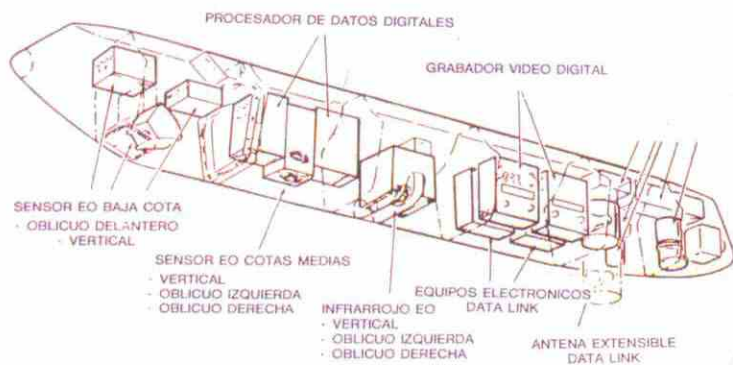 PROCESADOR DE DATOS DIGITALES
GRABADOR VIDEO DIGITAL
SENSOR EO BAJA COTA
- OBLICUO DELANTERO
- VERTICAL
SENSOR EO COTAS MEDIAS
- VERTICAL
- OBLICUO IZQUIERDA
- OBLICUO DERECHA
INFRARROJO EO
- VERTICAL
- OBLICUO IZQUIERDA
- OBLICUO DERECHA
EQUIPOS ELECTRONICOS
DATA LINK
ANTENA EXTENSIBLE
DATA LINK